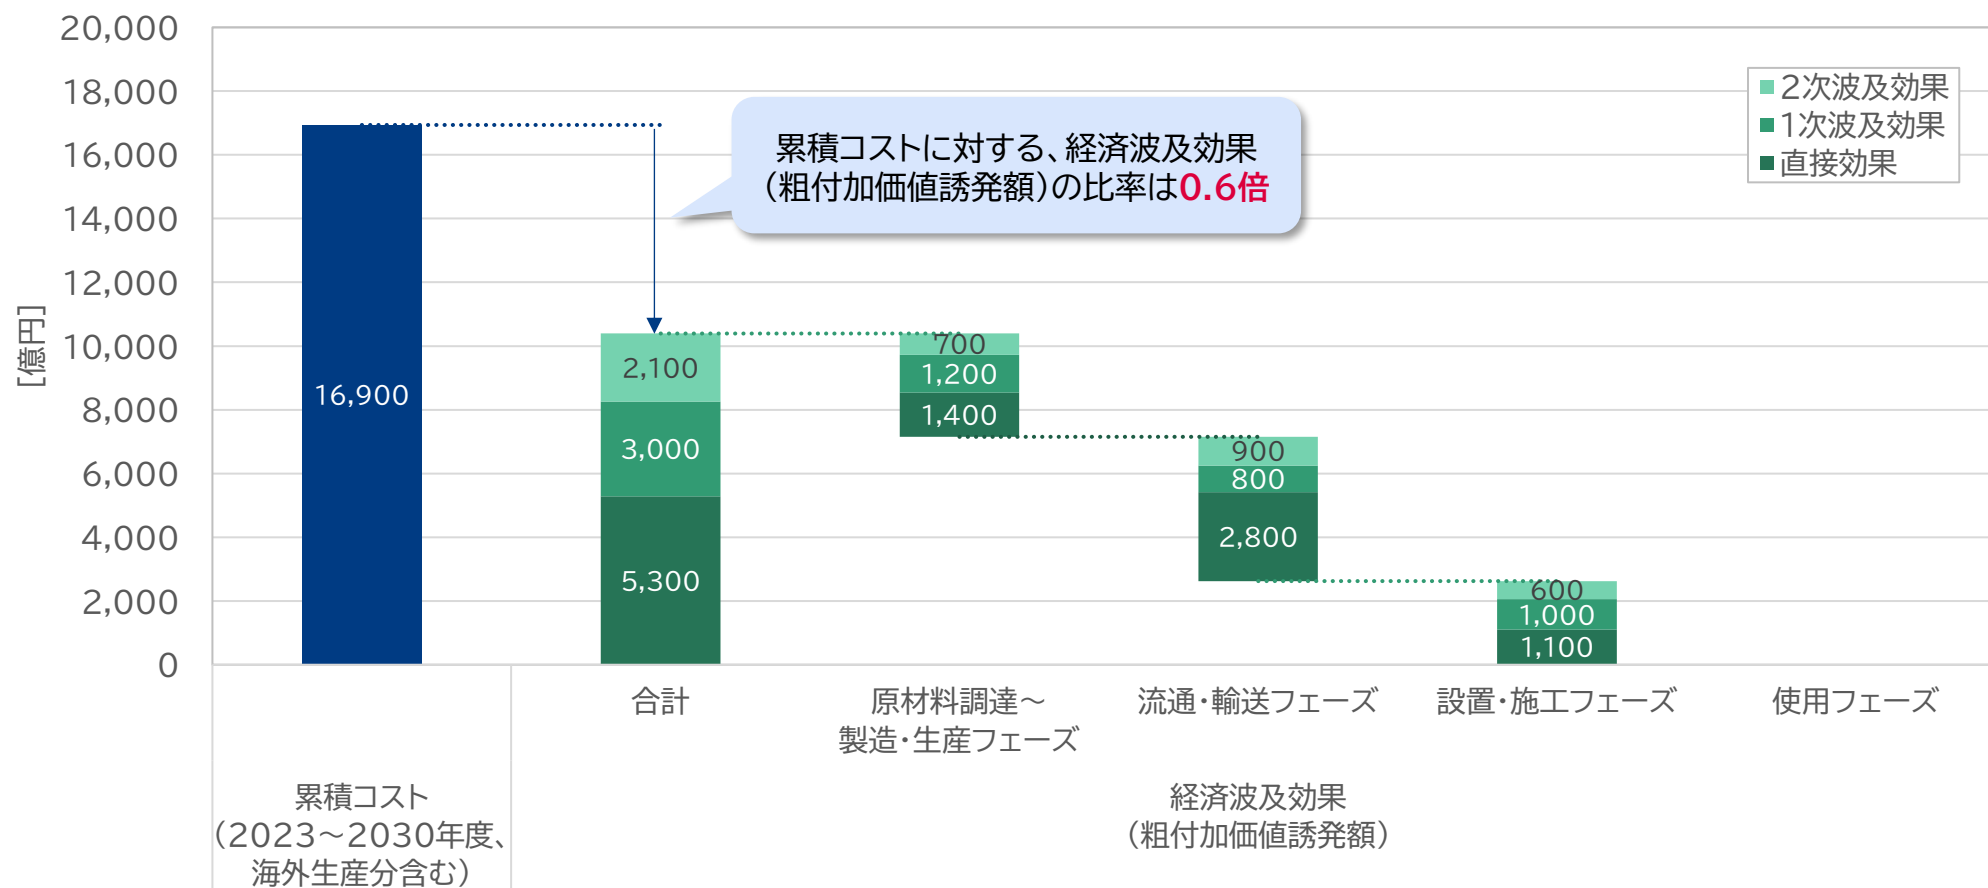 20,000
18,000
16,000
14,000
12,000
10,000
8,000
6,000
4,000
2,000
0
[億円]
累積コストに対する、経済波及効果
（粗付加価値誘発額）の比率は0.6倍
2次波及効果
1次波及効果
直接効果
16,900
2,100
3,000
5,300
700
1,200
1,400
900
800
2,800
600
1,000
1,100
合計
原材料調達～
製造・生産フェーズ
流通・輸送フェーズ
設置・施工フェーズ
使用フェーズ
累積コスト
（2023～2030年度、
海外生産分含む）
経済波及効果
（粗付加価値誘発額）